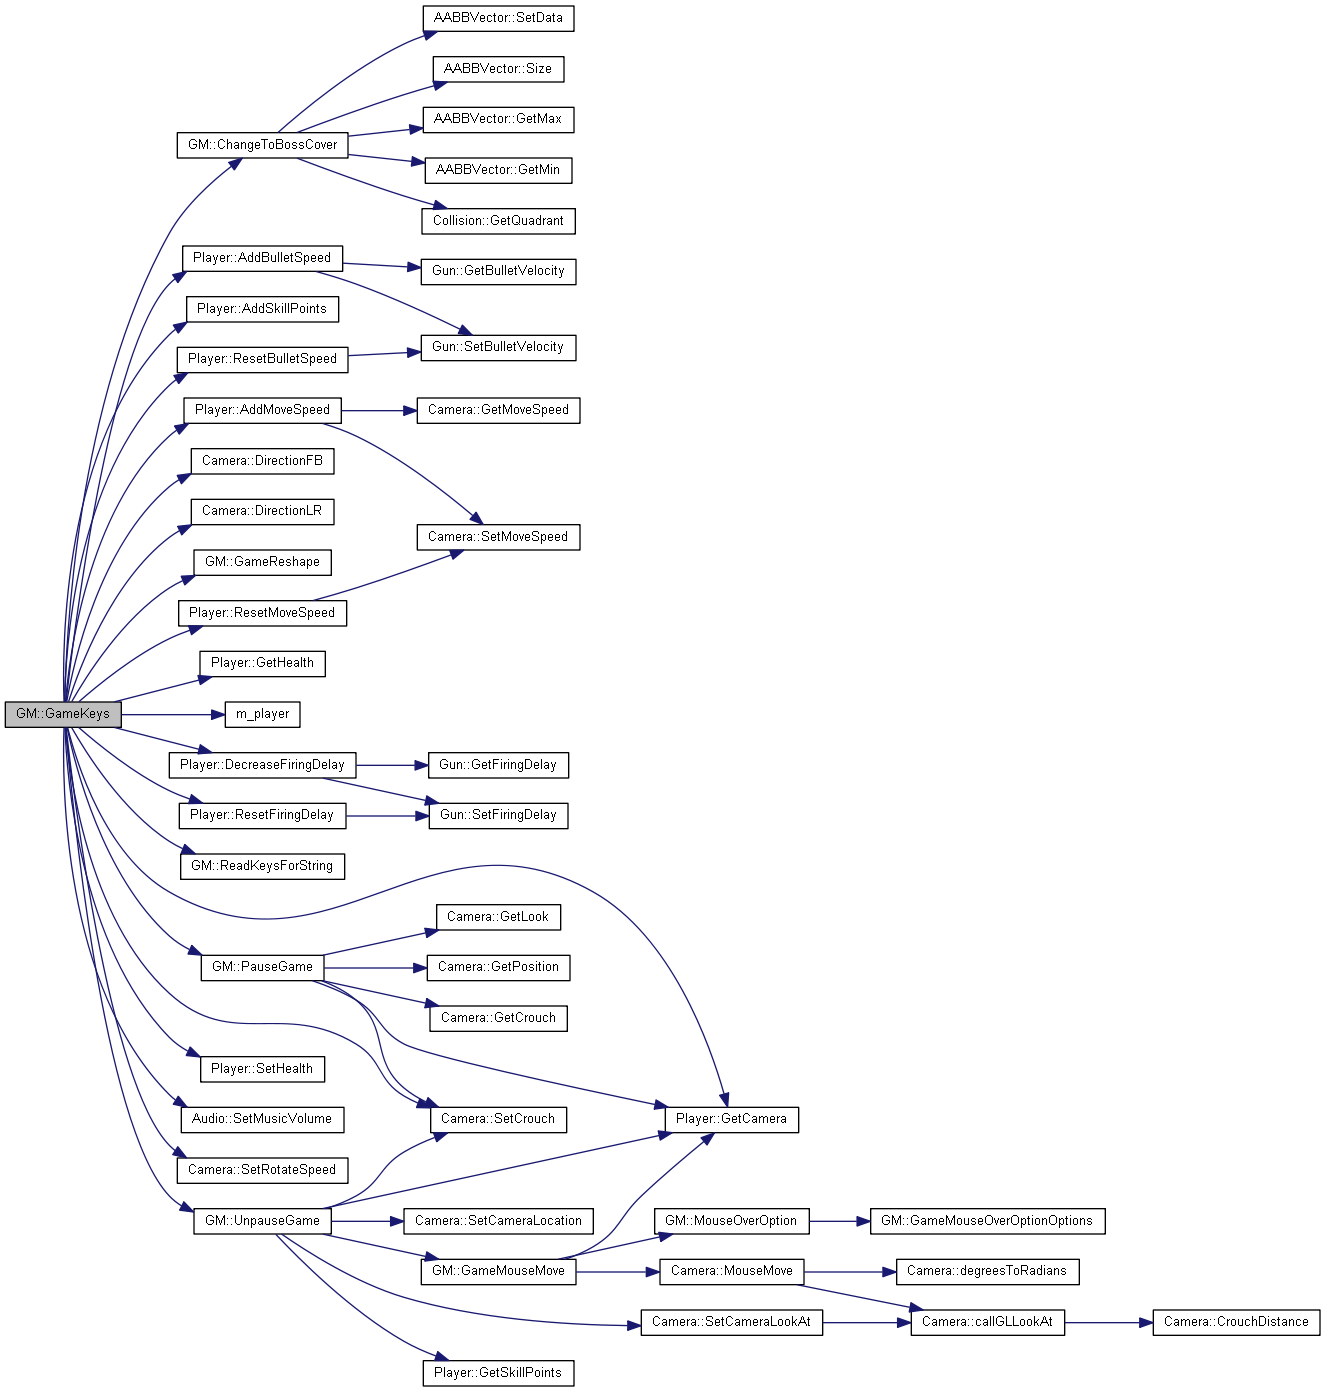 AABBVector::SetData
AABBVector::Size
AABBVector::GetMax
GM::ChangeToBossCover
AABBVector::GetMin
Collision::GetQuadrant
Player::AddBulletSpeed
Gun::GetBulletVelocity
Player::AddSkillPoints
Gun::SetBulletVelocity
Player::ResetBulletSpeed
Player::AddMoveSpeed
Camera::GetMoveSpeed
Camera::DirectionFB
Camera::DirectionLR
Camera::SetMoveSpeed
GM::GameReshape
Player::ResetMoveSpeed
Player::GetHealth
GM::GameKeys
m_player
Player::DecreaseFiringDelay
Gun::GetFiringDelay
Player::ResetFiringDelay
Gun::SetFiringDelay
GM::ReadKeysForString
Camera::GetLook
GM::PauseGame
Camera::GetPosition
Camera::GetCrouch
Player::SetHealth
Audio::SetMusicVolume
Camera::SetCrouch
Player::GetCamera
Camera::SetRotateSpeed
GM::UnpauseGame
Camera::SetCameraLocation
GM::MouseOverOption
GM::GameMouseOverOptionOptions
GM::GameMouseMove
Camera::MouseMove
Camera::degreesToRadians
Camera::SetCameraLookAt
Camera::callGLLookAt
Camera::CrouchDistance
Player::GetSkillPoints